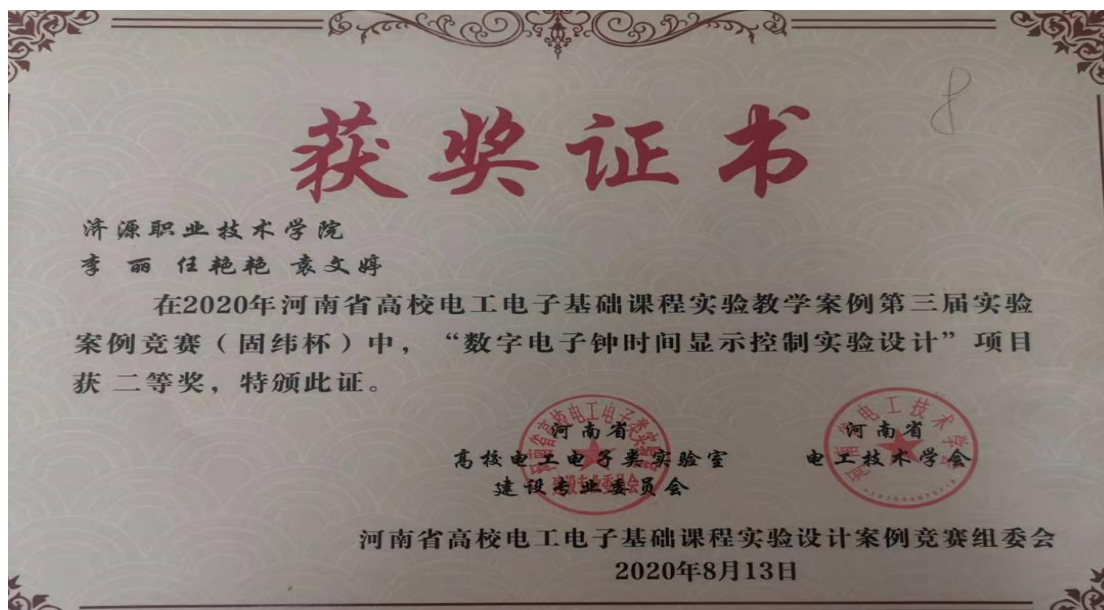 8
获奖证书
济源职业技术学院
李丽 任艳艳 袁文婷
在2020年河南省高校电工电子基础课程实验教学案例第三届实验
案例竞赛（固纬杯）中，“数字电子钟时间显示控制实验设计”项目
获 二等奖，特颁此证。
河南省
高校电工电子类实验室
建设专业委员会
河南省
电工技术学会
河南省高校电工电子基础课程实验设计案例竞赛组委会
2020年8月13日